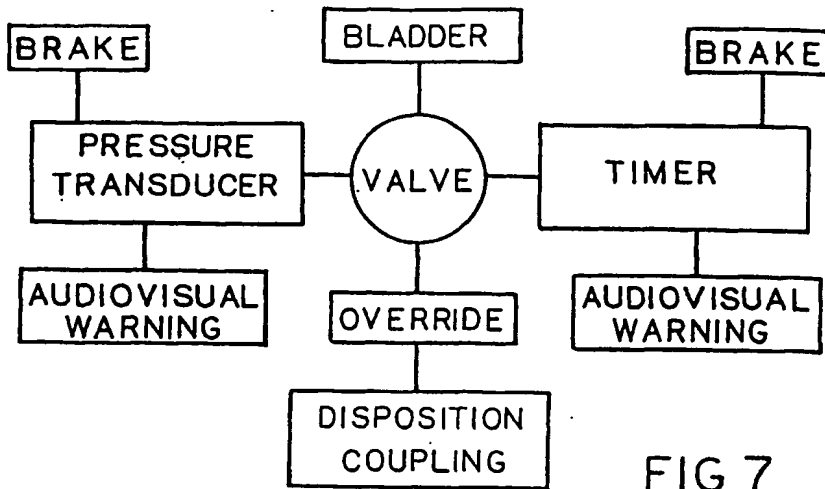 BRAKE
BLADDER
BRAKE
PRESSURE
TRANSDUCER
VALVE
TIMER
AUDIOVISUAL
WARNING
OVERRIDE
AUDIOVISUAL
WARNING
DISPOSITION
COUPLING
FIG 7